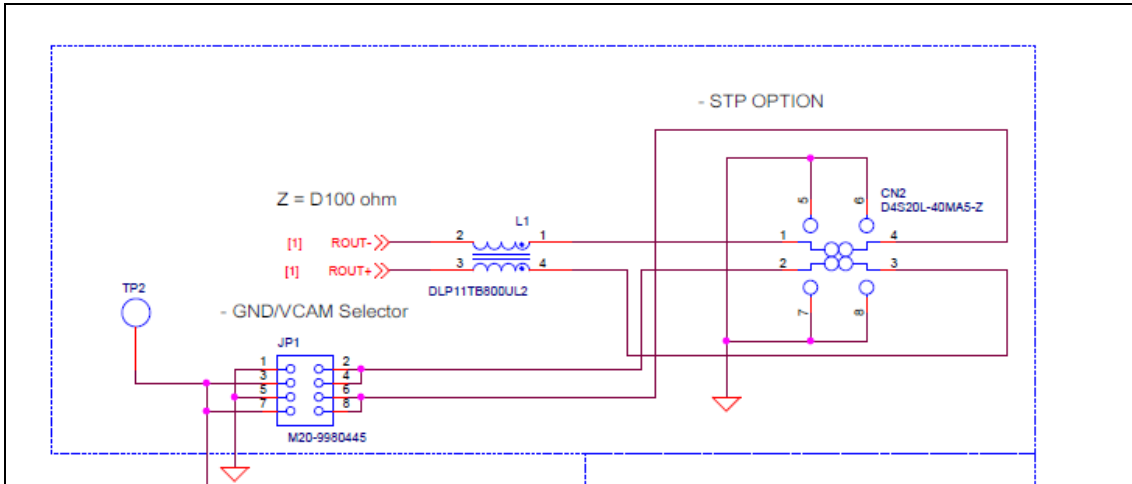 - STP OPTION
CN2
D4S20L-40MA5-Z
5
6
Z = D100 ohm
L1
[1] ROUT- 2 1 1 4
[1] ROUT+ 3 4 2 3
DLP11TB800UL2
TP2
7
8
- GND/VCAM Selector
JP1
1 2
3 4
5 6
7 8
M20-9980445